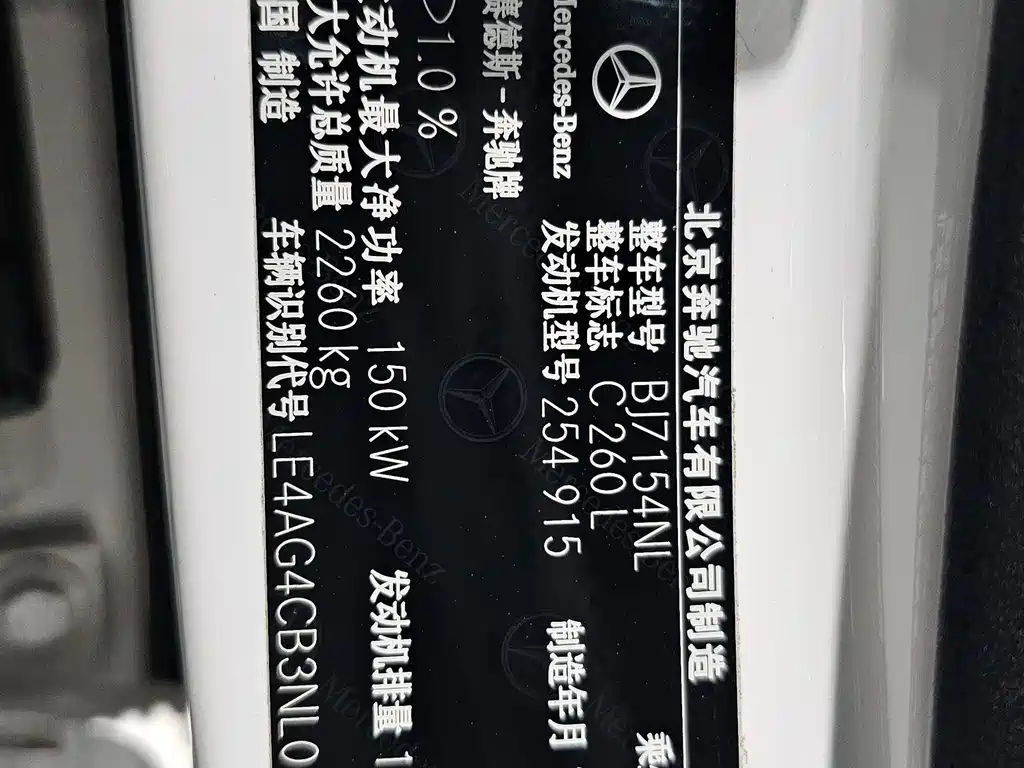 北京奔驰汽车有限公司制造
Mercedes-Benz
梅赛德斯-奔驰牌
整车型号 BJ7154NL 乘
整车标志 C 260 L
发动机型号 254 915 制造年月
1.0 %
动机最大净功率 150 kW 发动机排量 1
大允许总质量 2260 kg
国 制造 车辆识别代号 LE4AG4CB3NL0